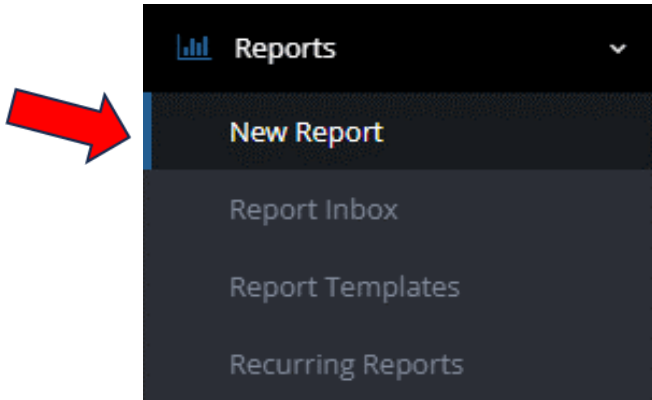 Reports
New Report
Report Inbox
Report Templates
Recurring Reports